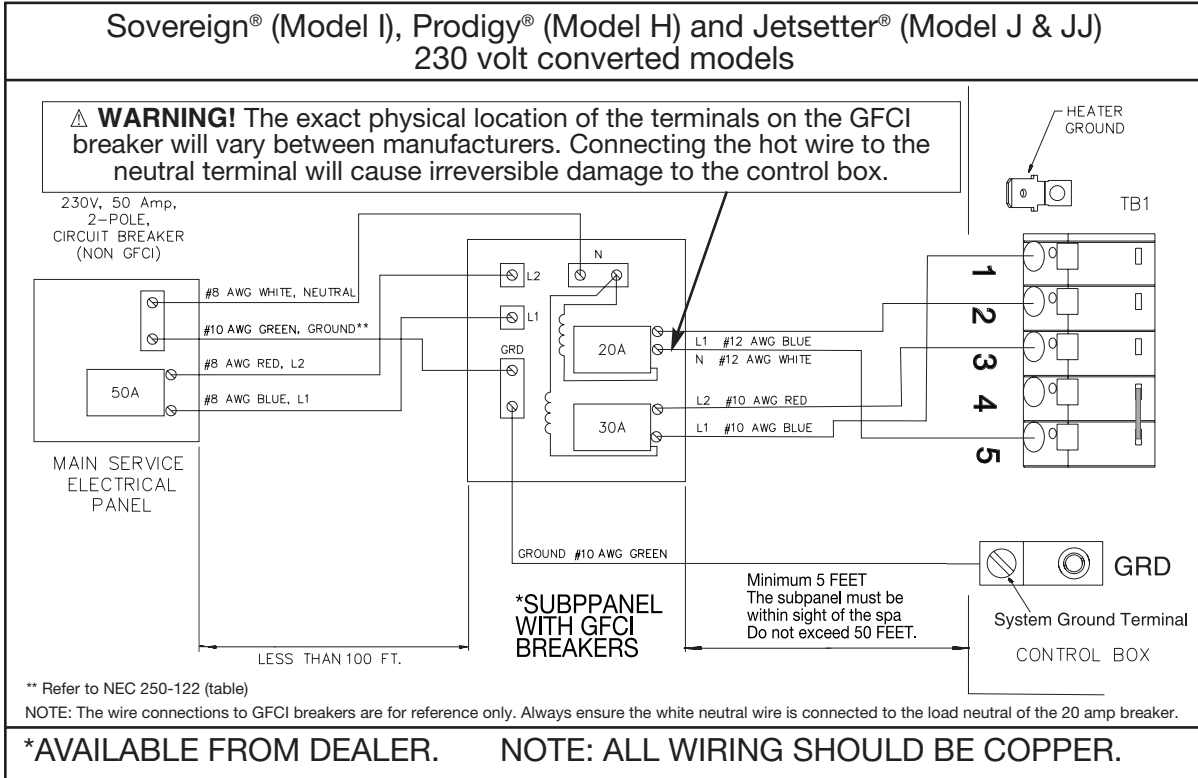 Sovereign® (Model I), Prodigy® (Model H) and Jetsetter® (Model J & JJ)
230 volt converted models
⚠ WARNING! The exact physical location of the terminals on the GFCI
breaker will vary between manufacturers. Connecting the hot wire to the
neutral terminal will cause irreversible damage to the control box.
HEATER
GROUND
TB1
230V, 50 Amp,
2-POLE,
CIRCUIT BREAKER
(NON GFCI)
#8 AWG WHITE, NEUTRAL
#10 AWG GREEN, GROUND**
#8 AWG RED, L2
#8 AWG BLUE, L1
50A
MAIN SERVICE
ELECTRICAL
PANEL
L2
N
L1
GRD
20A
30A
L1 #12 AWG BLUE
N #12 AWG WHITE
L2 #10 AWG RED
L1 #10 AWG BLUE
1
2
3
4
5
GROUND #10 AWG GREEN
*SUBPPANEL
WITH GFCI
BREAKERS
Minimum 5 FEET
The subpanel must be
within sight of the spa
Do not exceed 50 FEET.
GRD
System Ground Terminal
CONTROL BOX
LESS THAN 100 FT.
** Refer to NEC 250-122 (table)
NOTE: The wire connections to GFCI breakers are for reference only. Always ensure the white neutral wire is connected to the load neutral of the 20 amp breaker.
*AVAILABLE FROM DEALER. NOTE: ALL WIRING SHOULD BE COPPER.